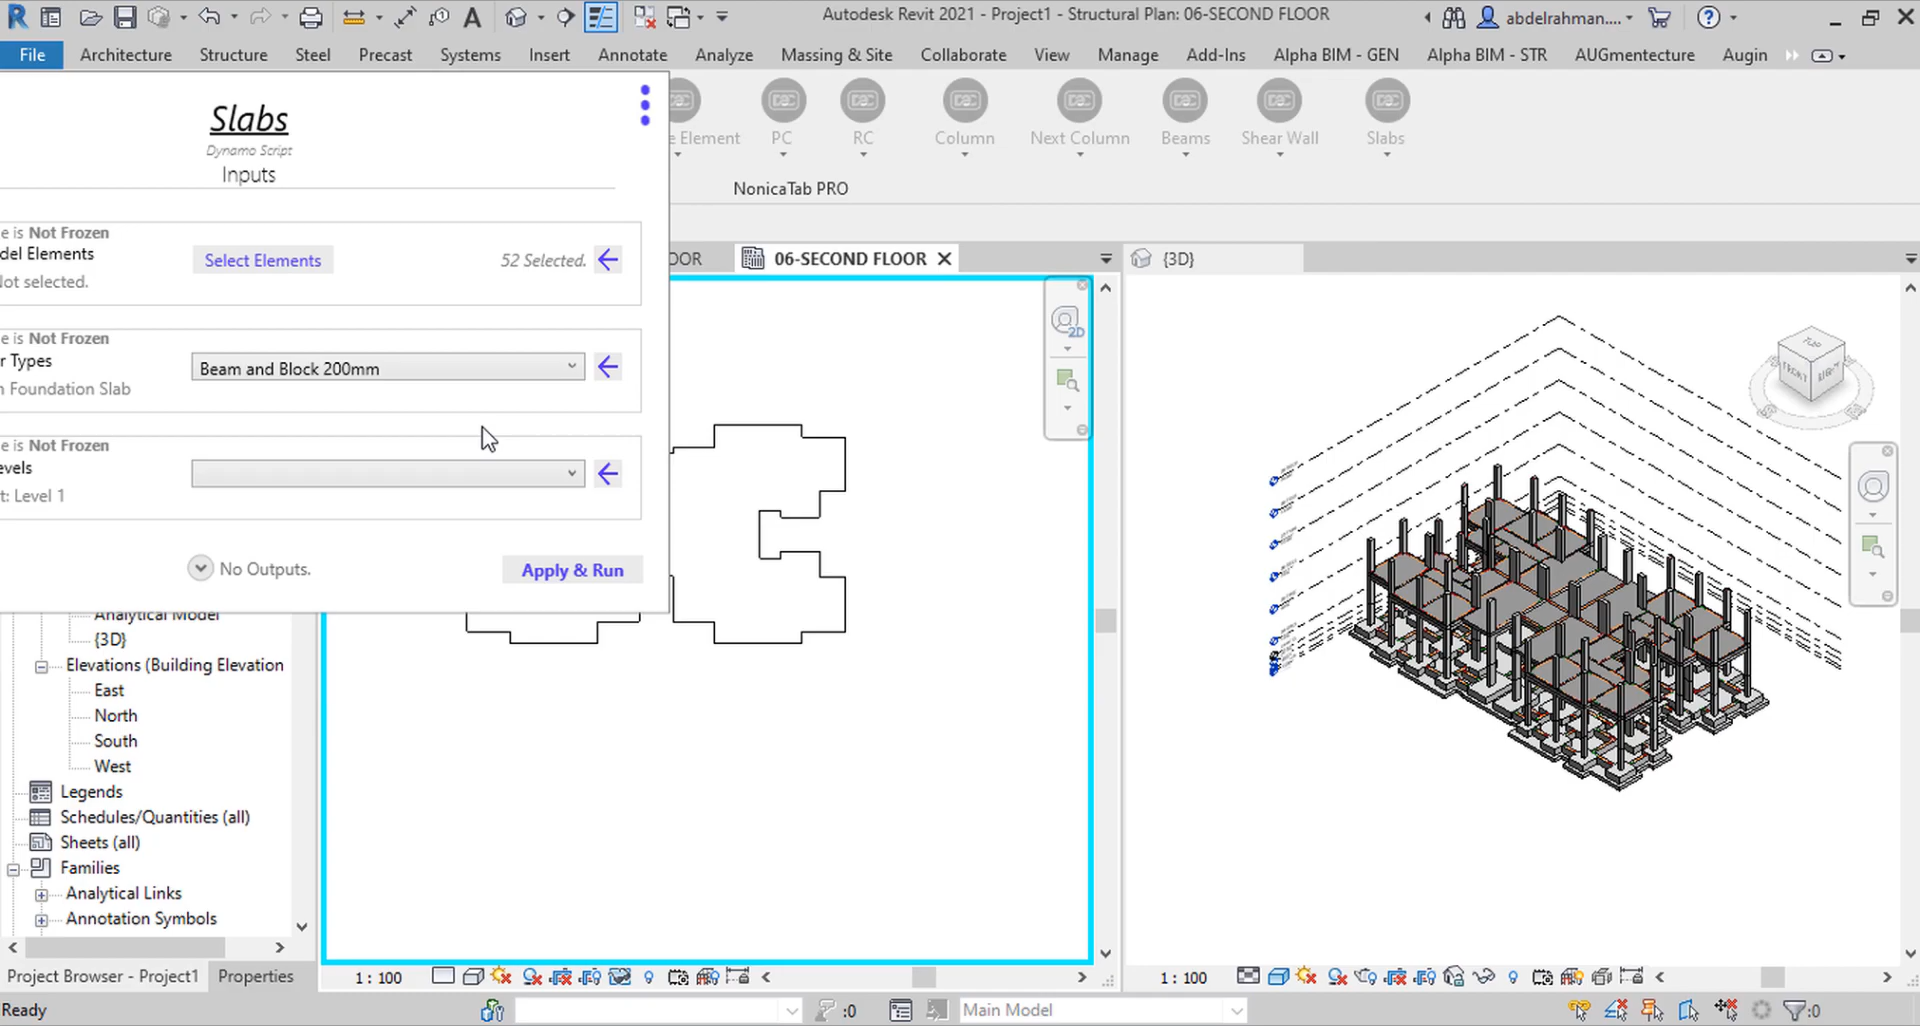 Autodesk Revit 2021 - Project1 - Structural Plan: 06-SECOND FLOOR
abdelrahman....
File Architecture Structure Steel Precast Systems Insert Annotate Analyze Massing & Site Collaborate View Manage Add-Ins Alpha BIM - GEN Alpha BIM - STR AUGmentecture Augin
Slabs
Dynamo Script
Inputs
e Element PC RC Column Next Column Beams Shear Wall Slabs
NonicaTab PRO
e is Not Frozen
del Elements
Select Elements
52 Selected.
Not selected.
OOR
06-SECOND FLOOR
{3D}
e is Not Frozen
r Types
Beam and Block 200mm
n Foundation Slab
e is Not Frozen
evels
t: Level 1
No Outputs.
Apply & Run
2D
TOP
FRONT
Analytical Model
{3D}
Elevations (Building Elevation
East
North
South
West
Legends
Schedules/Quantities (all)
Sheets (all)
Families
Analytical Links
Annotation Symbols
Project Browser - Project1
Properties
1 : 100
1 : 100
Ready
:0
Main Model
:0